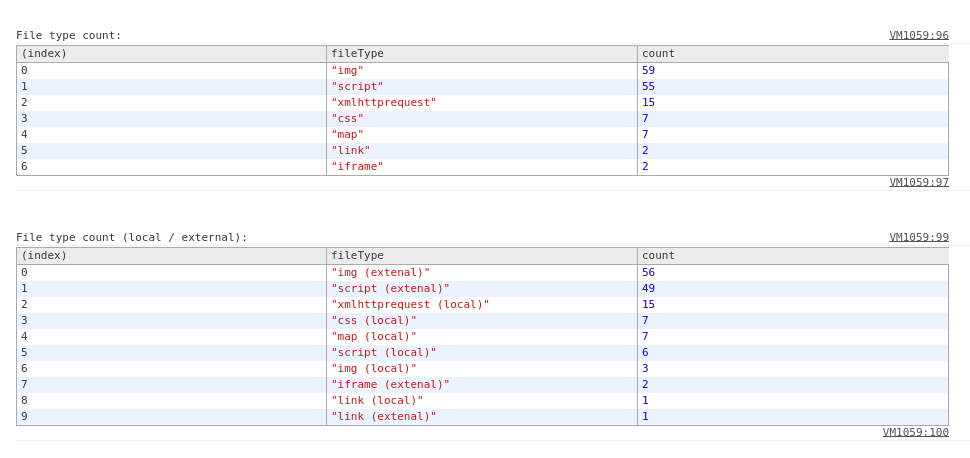 File type count: VM1059:96
(index) fileType count
0 "img" 59
1 "script" 55
2 "xmlhttprequest" 15
3 "css" 7
4 "map" 7
5 "link" 2
6 "iframe" 2
VM1059:97
File type count (local / external): VM1059:99
(index) fileType count
0 "img (extenal)" 56
1 "script (extenal)" 49
2 "xmlhttprequest (local)" 15
3 "css (local)" 7
4 "map (local)" 7
5 "script (local)" 6
6 "img (local)" 3
7 "iframe (extenal)" 2
8 "link (local)" 1
9 "link (extenal)" 1
VM1059:100